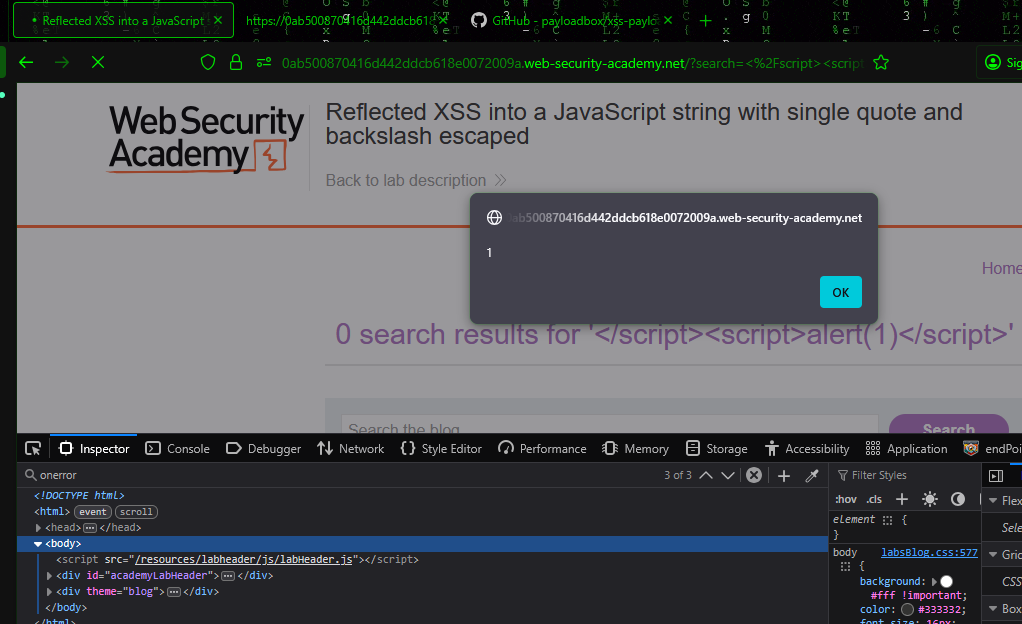 Reflected XSS into a JavaScript
https://0ab500870416d442ddcb618
GitHub - payloadbox/xss-paylo
0ab500870416d442ddcb618e0072009a.web-security-academy.net/?search=<%2Fscript><script
Sig
WebSecurity
Academy
Reflected XSS into a JavaScript string with single quote and
backslash escaped
Back to lab description
0ab500870416d442ddcb618e0072009a.web-security-academy.net
1
OK
Home
0 search results for '</script><script>alert(1)</script>'
Search the blog
Search
Inspector
Console
Debugger
Network
Style Editor
Performance
Memory
Storage
Accessibility
Application
endPoi
onerror
3 of 3
Filter Styles
<!DOCTYPE html>
<html> event scroll
<head> </head>
<body>
<script src="/resources/labheader/js/labHeader.js"></script>
<div id="academyLabHeader"> </div>
<div theme="blog"> </div>
</body>
</html>
:hov .cls
element {
}
body labsBlog.css:577
{
background:
#fff !important;
color: #333332;
font-size: 16px;
Flex
Sele
Grid
CSS
Box